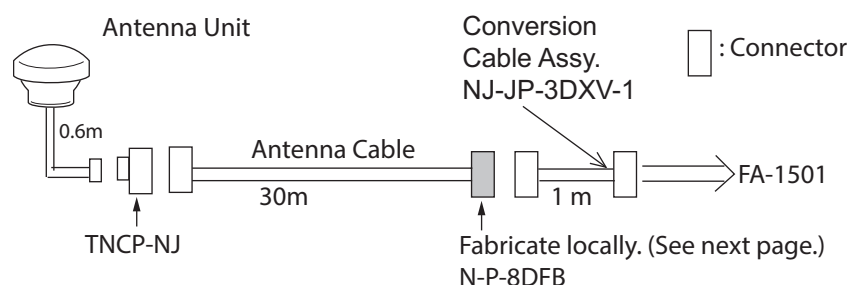 Antenna Unit
Conversion
Cable Assy.
NJ-JP-3DXV-1
: Connector
0.6m
Antenna Cable
30m
1 m
FA-1501
TNCP-NJ
Fabricate locally. (See next page.)
N-P-8DFB